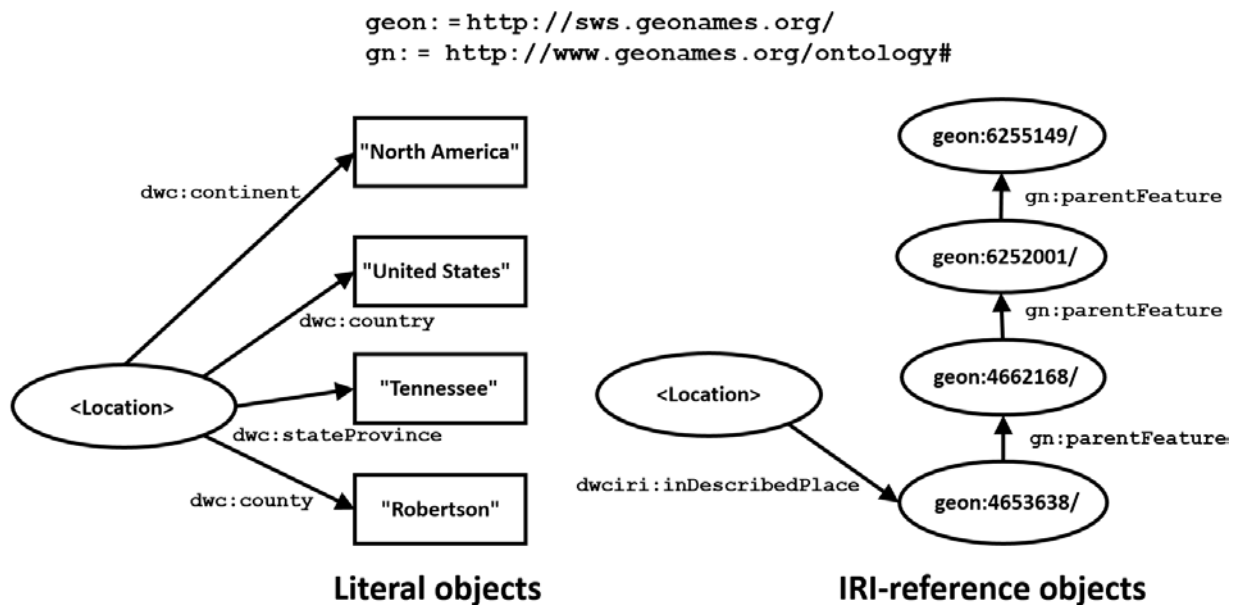 geon: = http://sws.geonames.org/
gn: = http://www.geonames.org/ontology#
"North America"
dwc:continent
"United States"
dwc:country
"Tennessee"
<Location>
dwc:stateProvince
dwc:county
"Robertson"
Literal objects
geon:6255149/
gn:parentFeature
geon:6252001/
gn:parentFeature
geon:4662168/
<Location>
gn:parentFeature
dwciri:inDescribedPlace
geon:4653638/
IRI-reference objects